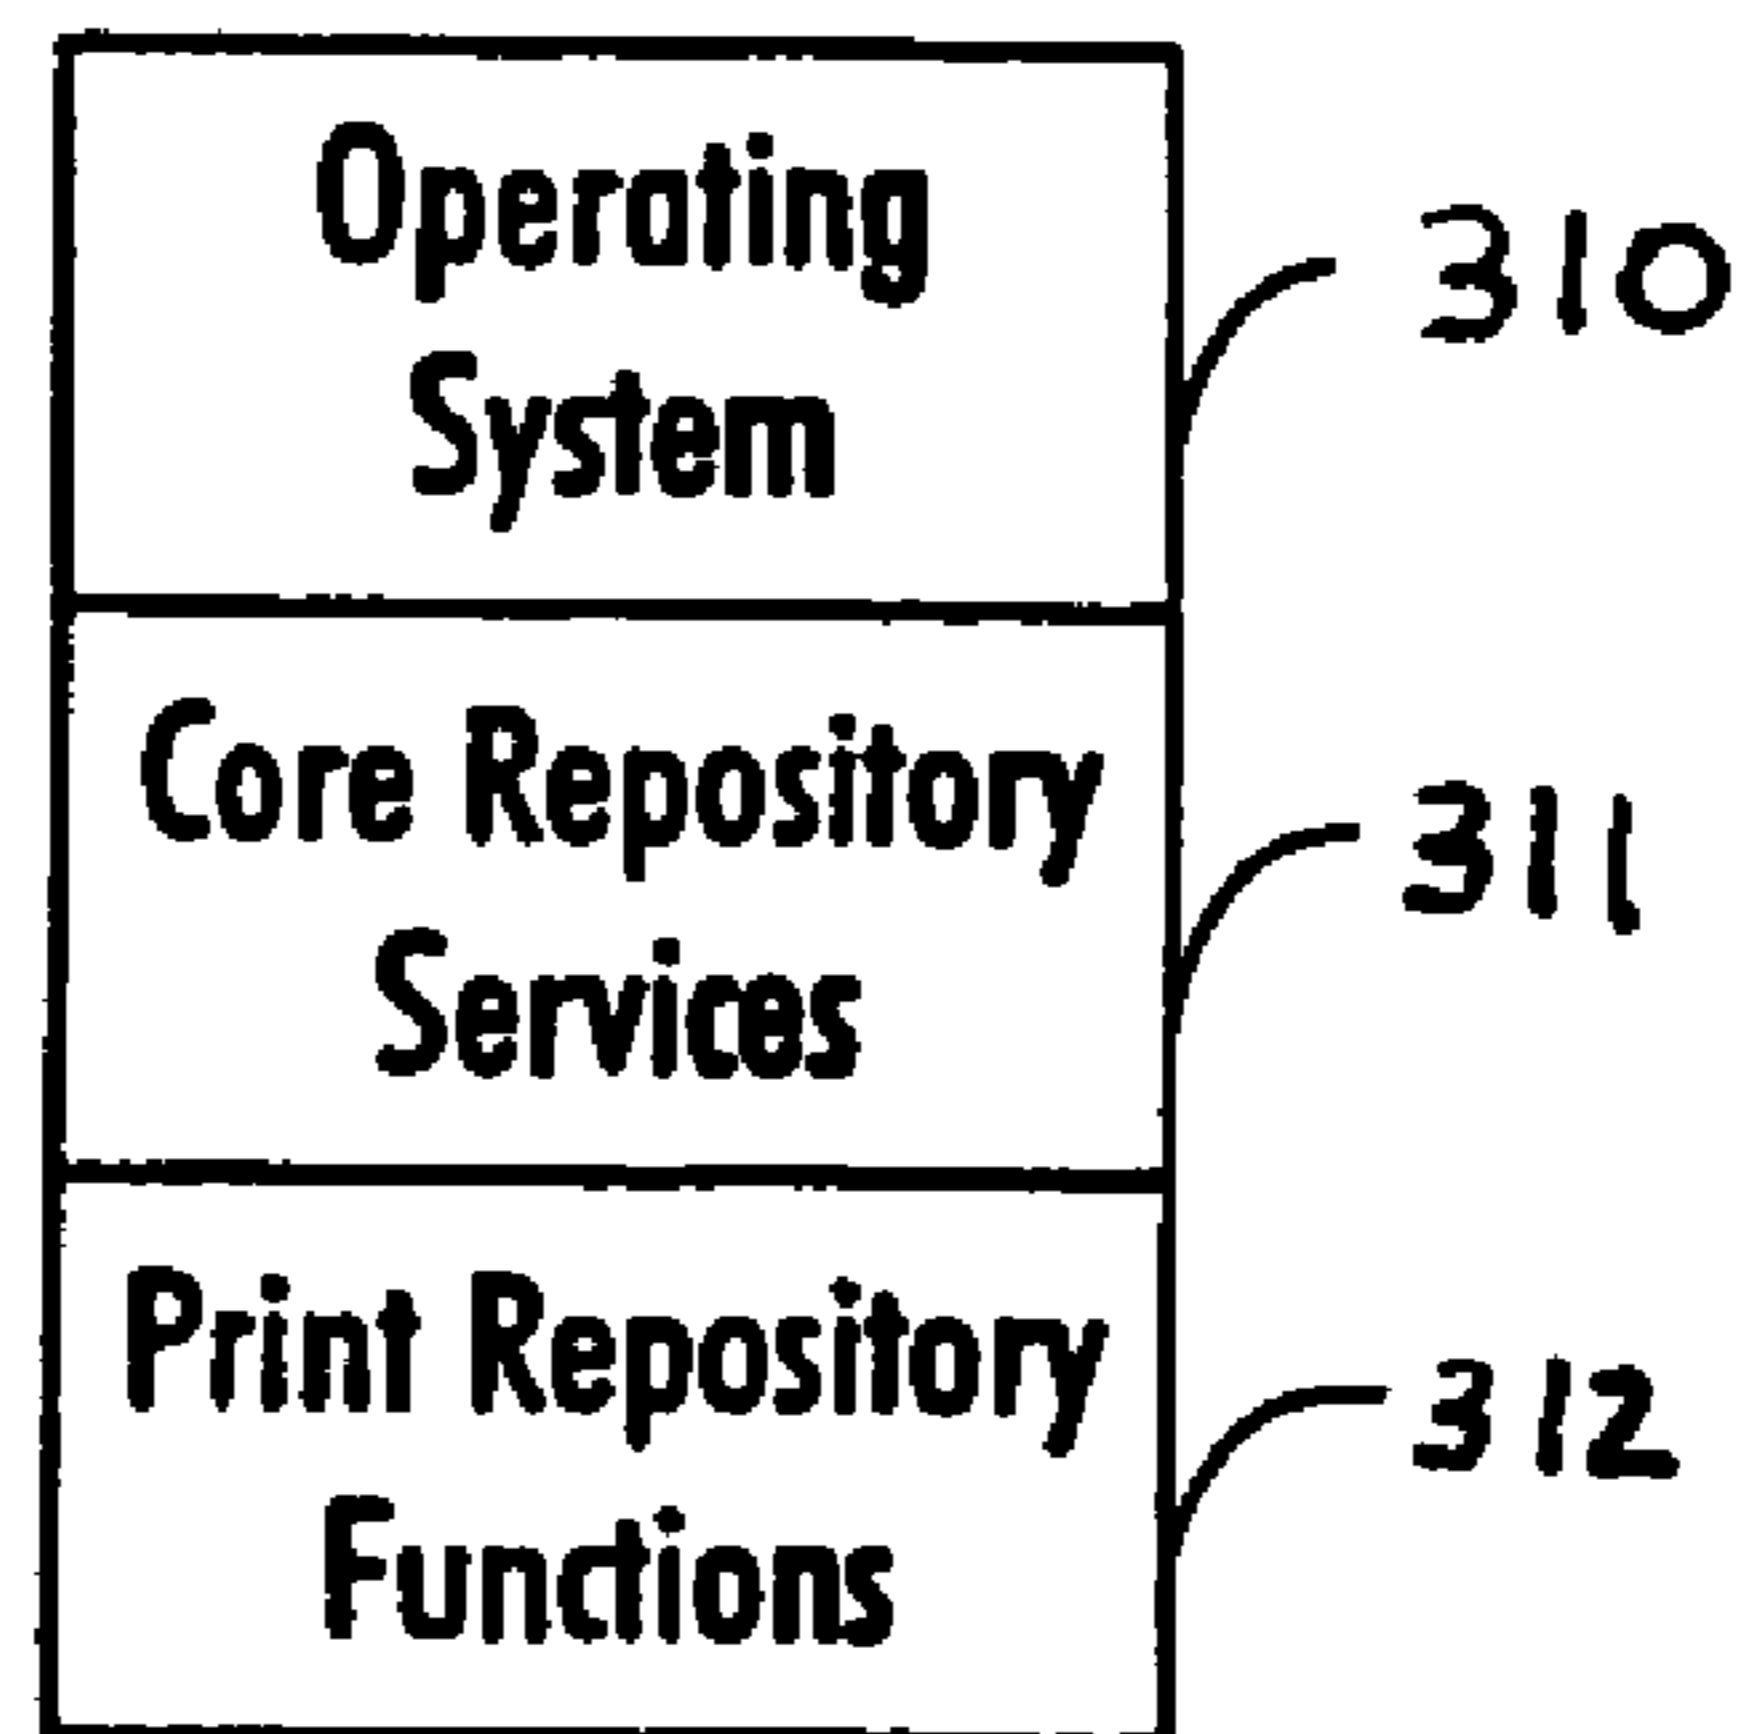 Operating
System
310
Core Repository
Services
311
Print Repository
Functions
312